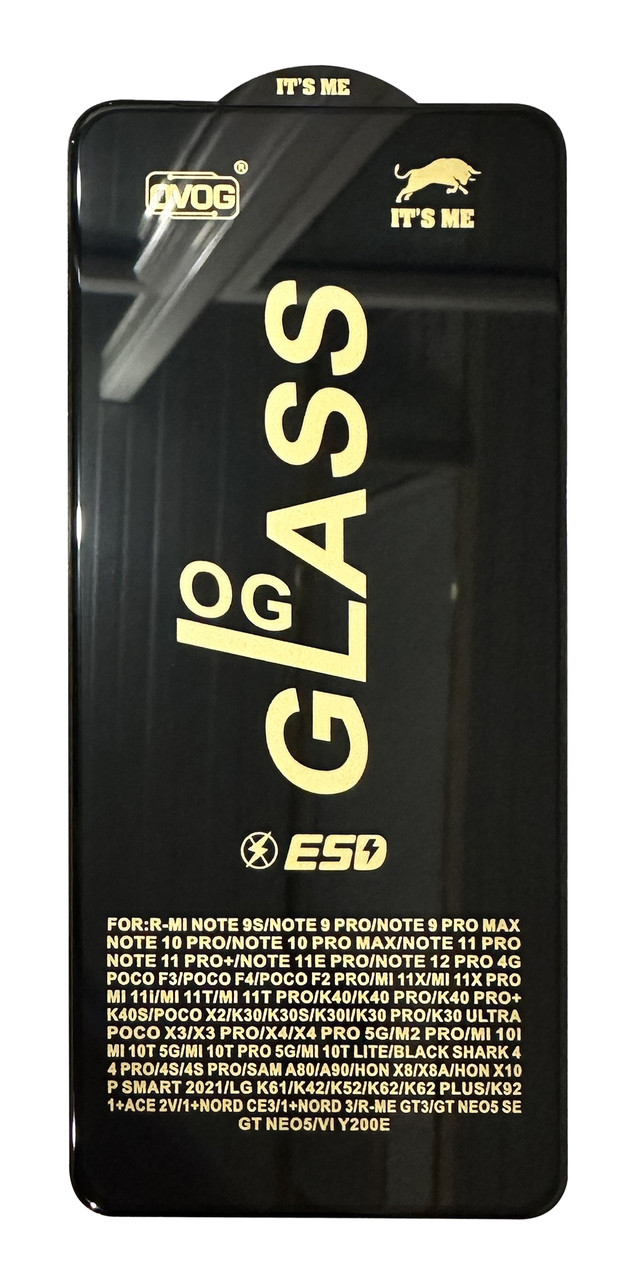 IT'S ME
OVOG®
IT'S ME
OG
GLASS
ESD
FOR:R-MI NOTE 9S/NOTE 9 PRO/NOTE 9 PRO MAX
NOTE 10 PRO/NOTE 10 PRO MAX/NOTE 11 PRO
NOTE 11 PRO+/NOTE 11E PRO/NOTE 12 PRO 4G
POCO F3/POCO F4/POCO F2 PRO/MI 11X/MI 11X PRO
MI 11i/MI 11T/MI 11T PRO/K40/K40 PRO/K40 PRO+
K40S/POCO X2/K30/K30S/K30I/K30 PRO/K30 ULTRA
POCO X3/X3 PRO/X4/X4 PRO 5G/M2 PRO/MI 10I
MI 10T 5G/MI 10T PRO 5G/MI 10T LITE/BLACK SHARK 4
4 PRO/4S/4S PRO/SAM A80/A90/HON X8/X8A/HON X10
P SMART 2021/LG K61/K42/K52/K62/K62 PLUS/K92
1+ACE 2V/1+NORD CE3/1+NORD 3/R-ME GT3/GT NEO5 SE
GT NEO5/VI Y200E